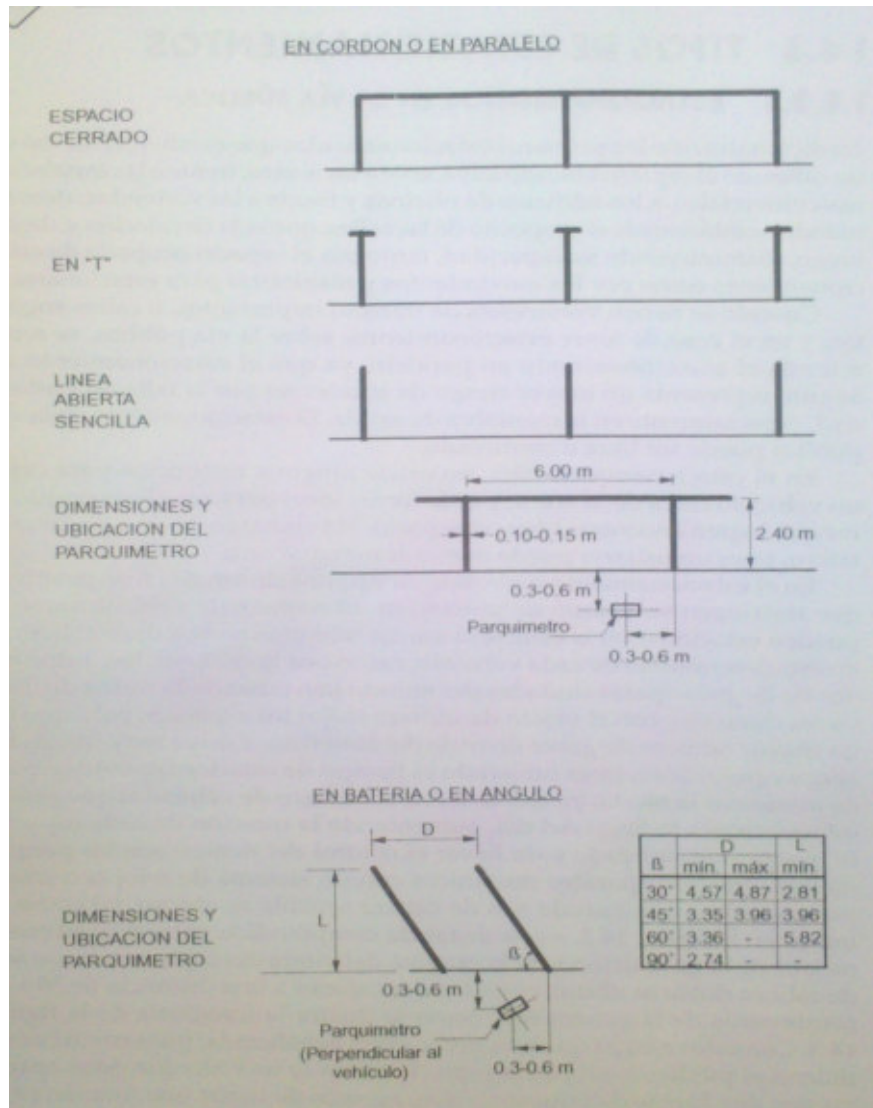 EN CORDON O EN PARALELO
ESPACIO
CERRADO
EN "T"
LINEA
ABIERTA
SENCILLA
6.00 m
DIMENSIONES Y
UBICACION DEL
PARQUIMETRO
0.10-0.15 m
2.40 m
0.3-0.6 m
Parquimetro
0.3-0.6 m
EN BATERIA O EN ANGULO
D
L
ß
DIMENSIONES Y
UBICACION DEL
PARQUIMETRO
0.3-0.6 m
Parquimetro
(Perpendicular al
vehículo)
0.3-0.6 m
D L
ß min. máx. min.
30° 4.57 4.87 2.81
45° 3.35 3.96 3.96
60° 3.36 - 5.82
90° 2.74 - -